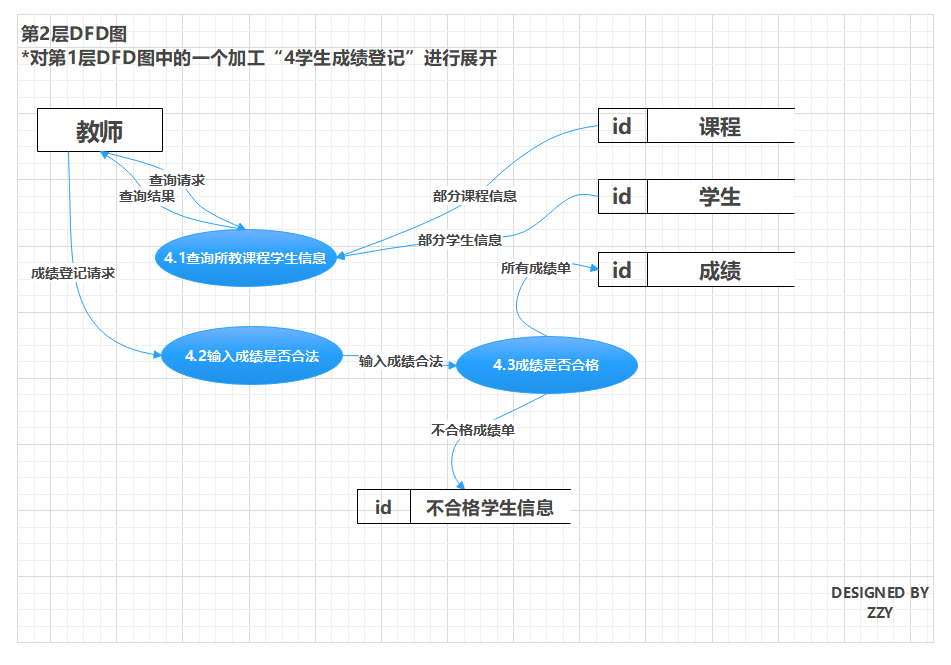 第2层DFD图
*对第1层DFD图中的一个加工“4学生成绩登记”进行展开
教师
id 课程
查询请求
查询结果
部分课程信息
id 学生
部分学生信息
4.1查询所教课程学生信息
成绩登记请求
所有成绩单
id 成绩
4.2输入成绩是否合法
输入成绩合法
4.3成绩是否合格
不合格成绩单
id 不合格学生信息
DESIGNED BY
ZZY